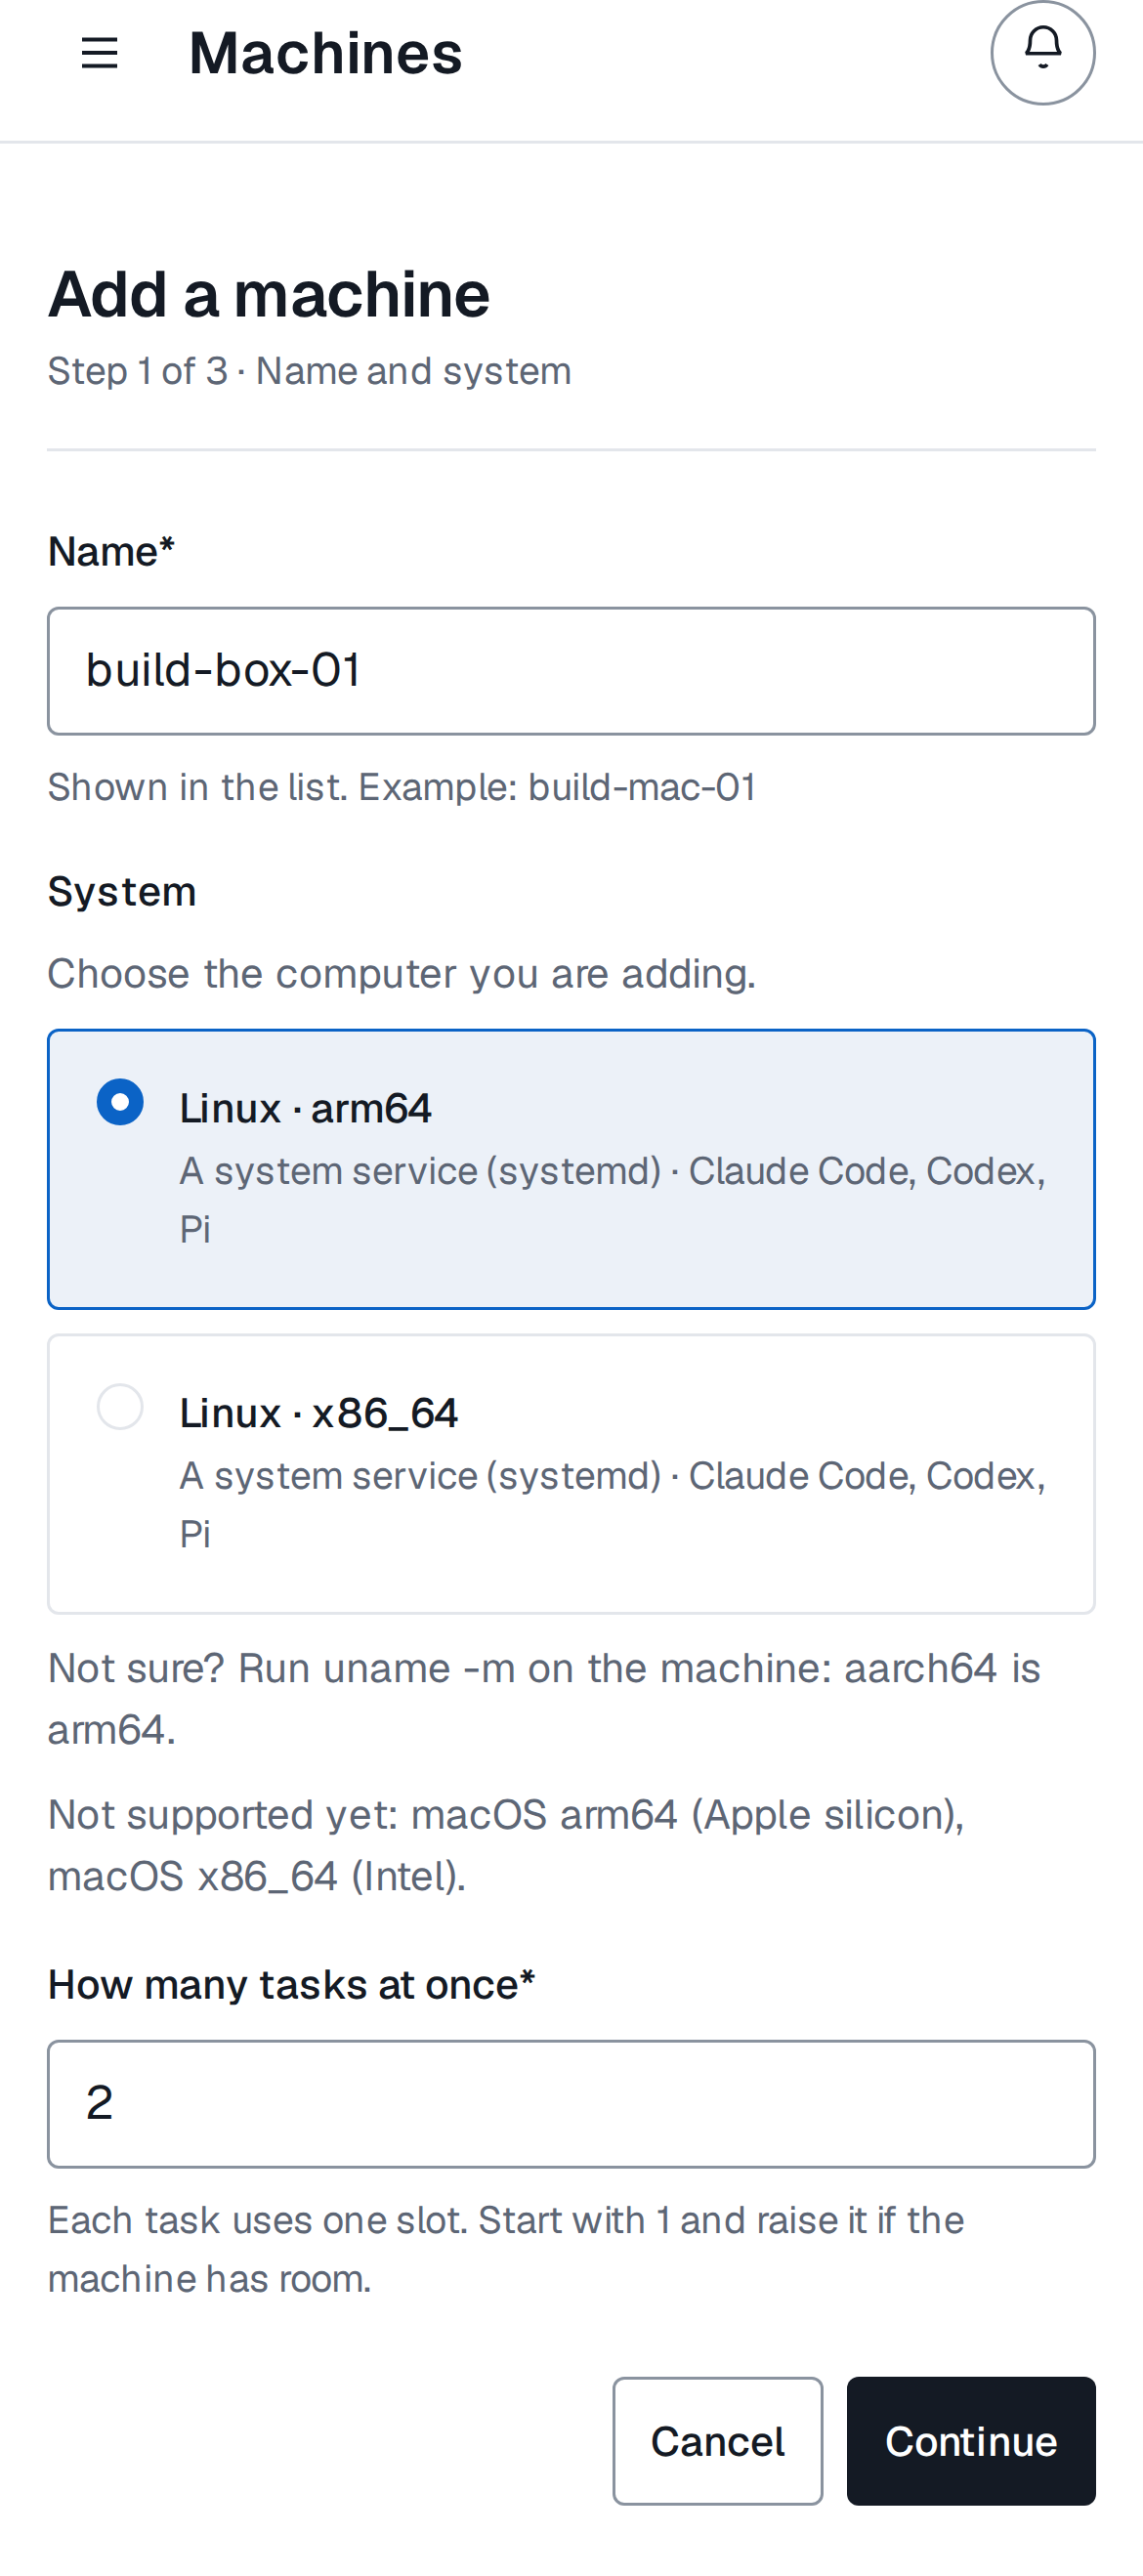 Machines
Add a machine
Step 1 of 3 · Name and system
Name*
build-box-01
Shown in the list. Example: build-mac-01
System
Choose the computer you are adding.
Linux · arm64
A system service (systemd) · Claude Code, Codex,
Pi
Linux · x86_64
A system service (systemd) · Claude Code, Codex,
Pi
Not sure? Run uname -m on the machine: aarch64 is
arm64.
Not supported yet: macOS arm64 (Apple silicon),
macOS x86_64 (Intel).
How many tasks at once*
2
Each task uses one slot. Start with 1 and raise it if the
machine has room.
Cancel
Continue